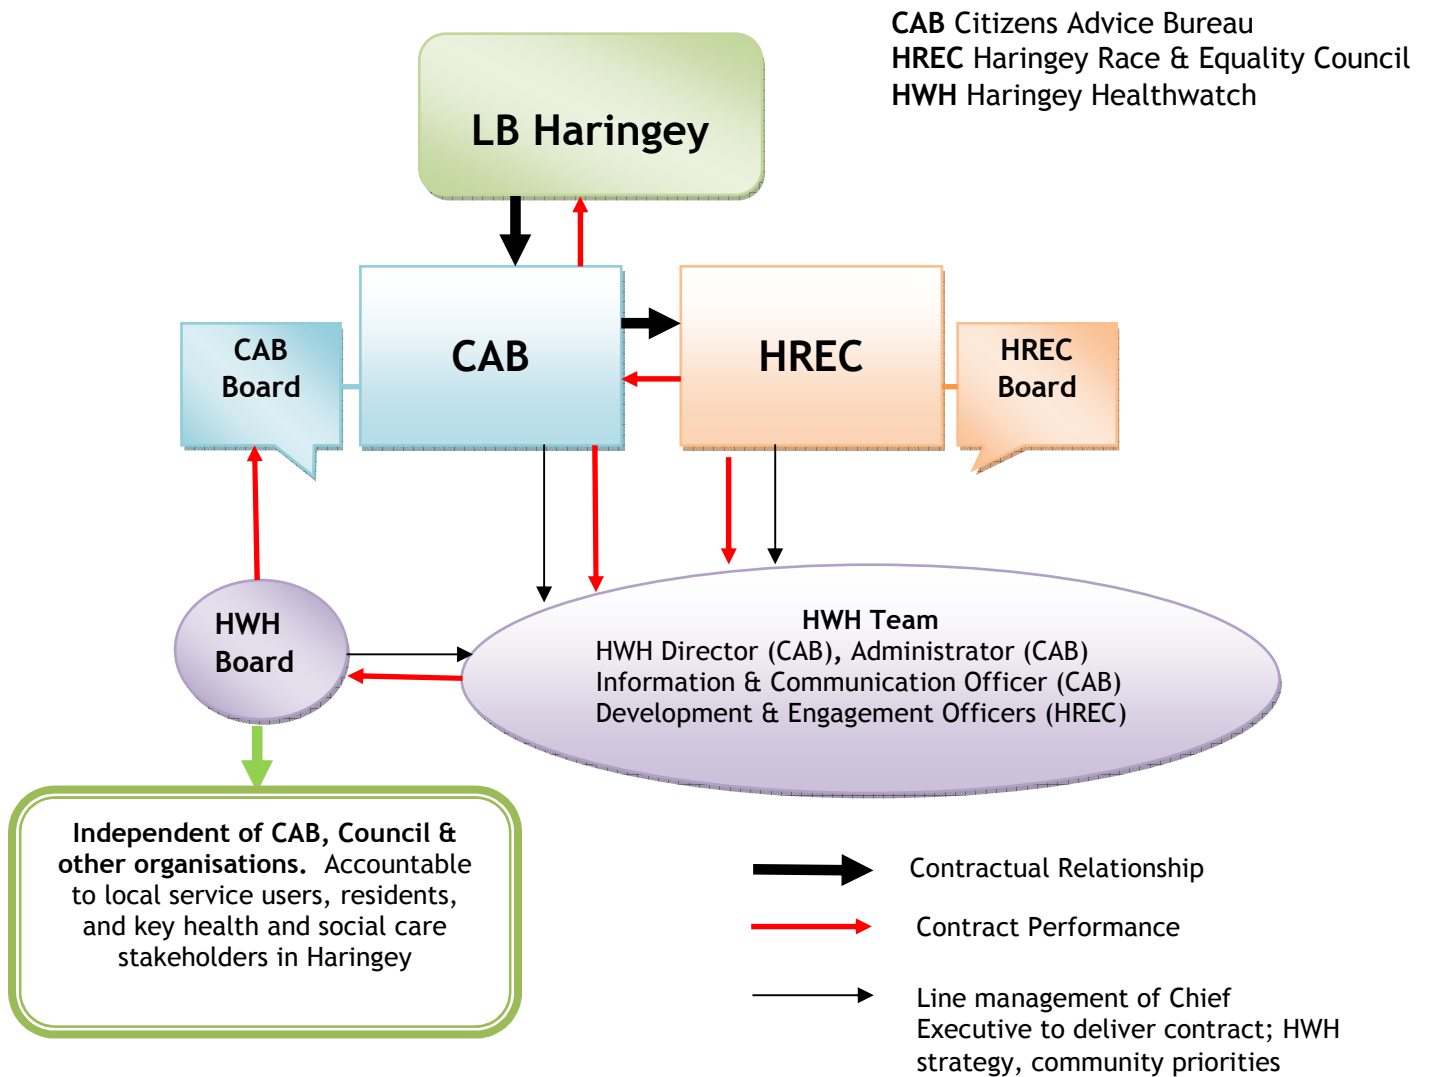 CAB Citizens Advice Bureau
HREC Haringey Race & Equality Council
HWH Haringey Healthwatch
LB Haringey
CAB
Board
CAB
HREC
HREC
Board
HWH
Board
HWH Team
HWH Director (CAB), Administrator (CAB)
Information & Communication Officer (CAB)
Development & Engagement Officers (HREC)
Independent of CAB, Council &
other organisations. Accountable
to local service users, residents,
and key health and social care
stakeholders in Haringey
Contractual Relationship
Contract Performance
Line management of Chief
Executive to deliver contract; HWH
strategy, community priorities